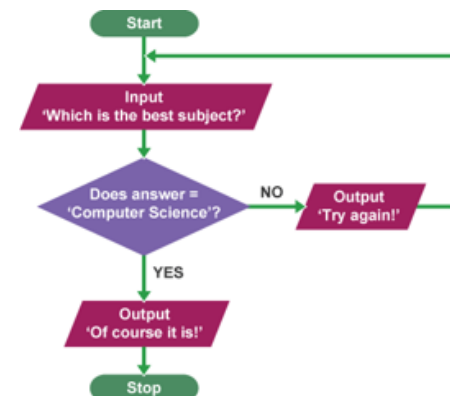 Start
Input
‘Which is the best subject?’
Does answer =
‘Computer Science’?
NO
Output
‘Try again!’
YES
Output
‘Of course it is!’
Stop